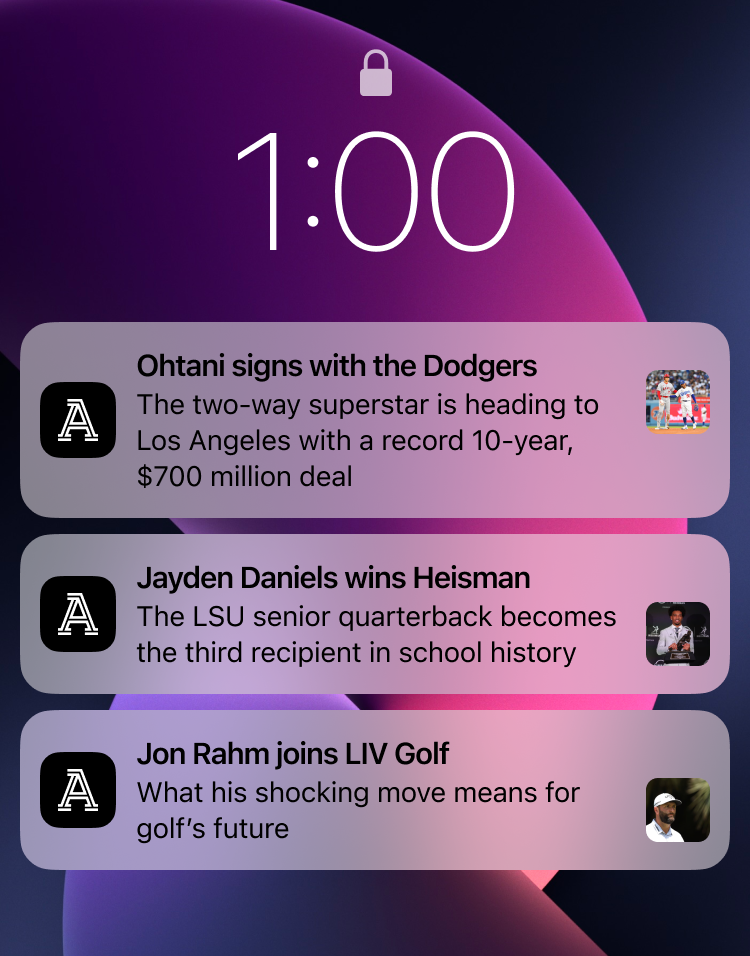 1:00
Ohtani signs with the Dodgers
The two-way superstar is heading to
Los Angeles with a record 10-year,
$700 million deal
A
Jayden Daniels wins Heisman
The LSU senior quarterback becomes
the third recipient in school history
A
Jon Rahm joins LIV Golf
What his shocking move means for
golf’s future
A